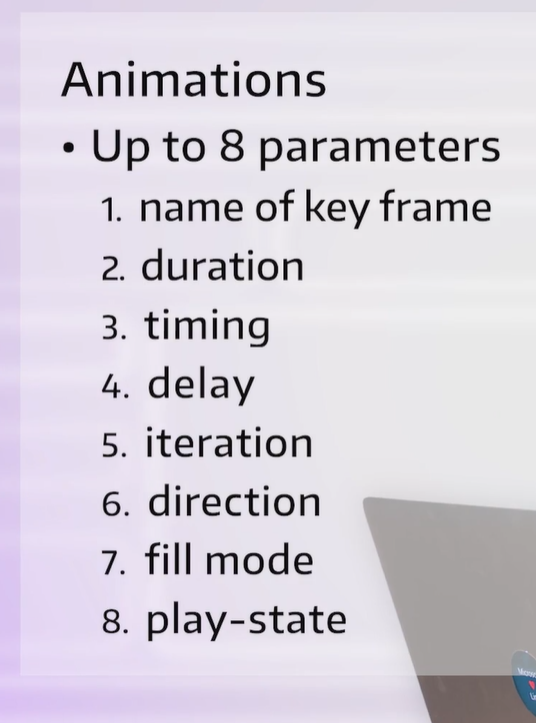 Animations
• Up to 8 parameters
1. name of key frame
2. duration
3. timing
4. delay
5. iteration
6. direction
7. fill mode
8. play-state